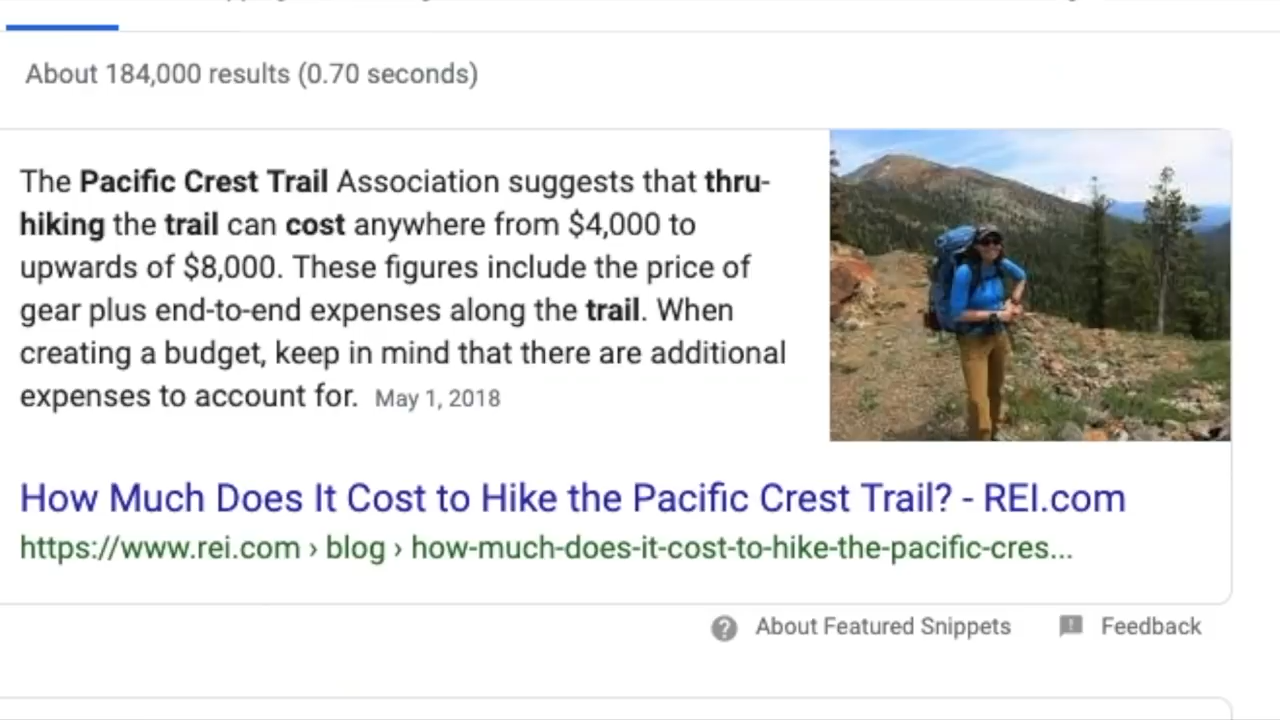 About 184,000 results (0.70 seconds)
The Pacific Crest Trail Association suggests that thru-
hiking the trail can cost anywhere from $4,000 to
upwards of $8,000. These figures include the price of
gear plus end-to-end expenses along the trail. When
creating a budget, keep in mind that there are additional
expenses to account for. May 1, 2018
How Much Does It Cost to Hike the Pacific Crest Trail? - REI.com
https://www.rei.com › blog › how-much-does-it-cost-to-hike-the-pacific-cres...
About Featured Snippets Feedback